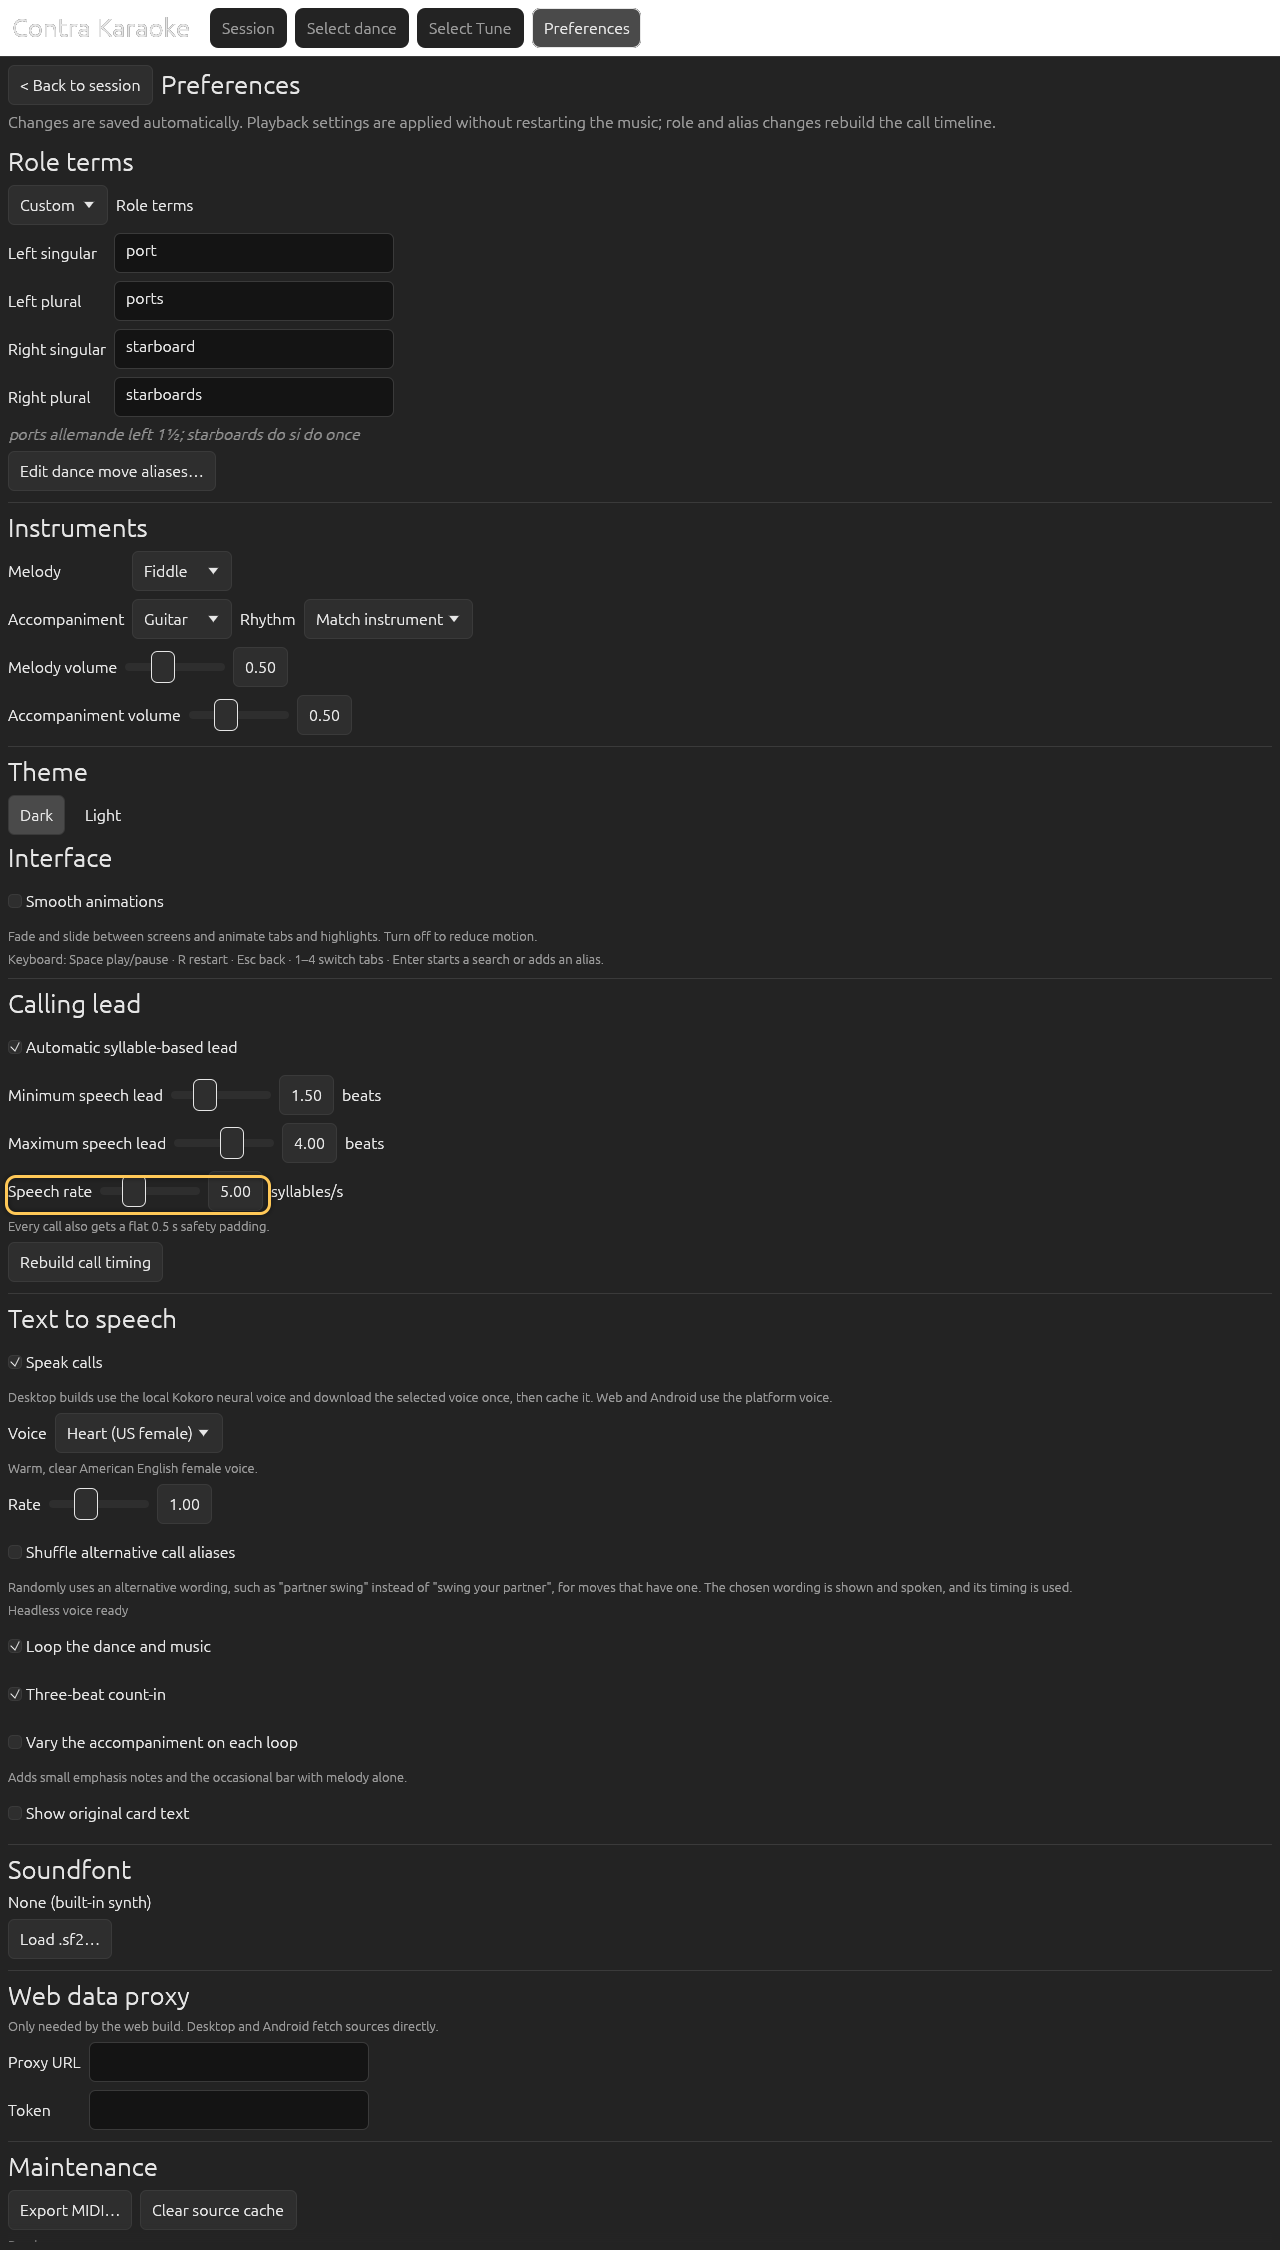 Contra Karaoke Session Select dance Select Tune Preferences
< Back to session Preferences
Changes are saved automatically. Playback settings are applied without restarting the music; role and alias changes rebuild the call timeline.
Role terms
Custom Role terms
Left singular port
Left plural ports
Right singular starboard
Right plural starboards
ports allemande left 1½; starboards do si do once
Edit dance move aliases...
Instruments
Melody Fiddle
Accompaniment Guitar Rhythm Match instrument
Melody volume 0.50
Accompaniment volume 0.50
Theme
Dark Light
Interface
Smooth animations
Fade and slide between screens and animate tabs and highlights. Turn off to reduce motion.
Keyboard: Space play/pause · R restart · Esc back · 1–4 switch tabs · Enter starts a search or adds an alias.
Calling lead
Automatic syllable-based lead
Minimum speech lead 1.50 beats
Maximum speech lead 4.00 beats
Speech rate 5.00 syllables/s
Every call also gets a flat 0.5 s safety padding.
Rebuild call timing
Text to speech
Speak calls
Desktop builds use the local Kokoro neural voice and download the selected voice once, then cache it. Web and Android use the platform voice.
Voice Heart (US female)
Warm, clear American English female voice.
Rate 1.00
Shuffle alternative call aliases
Randomly uses an alternative wording, such as "partner swing" instead of "swing your partner", for moves that have one. The chosen wording is shown and spoken, and its timing is used.
Headless voice ready
Loop the dance and music
Three-beat count-in
Vary the accompaniment on each loop
Adds small emphasis notes and the occasional bar with melody alone.
Show original card text
Soundfont
None (built-in synth)
Load .sf2...
Web data proxy
Only needed by the web build. Desktop and Android fetch sources directly.
Proxy URL
Token
Maintenance
Export MIDI... Clear source cache